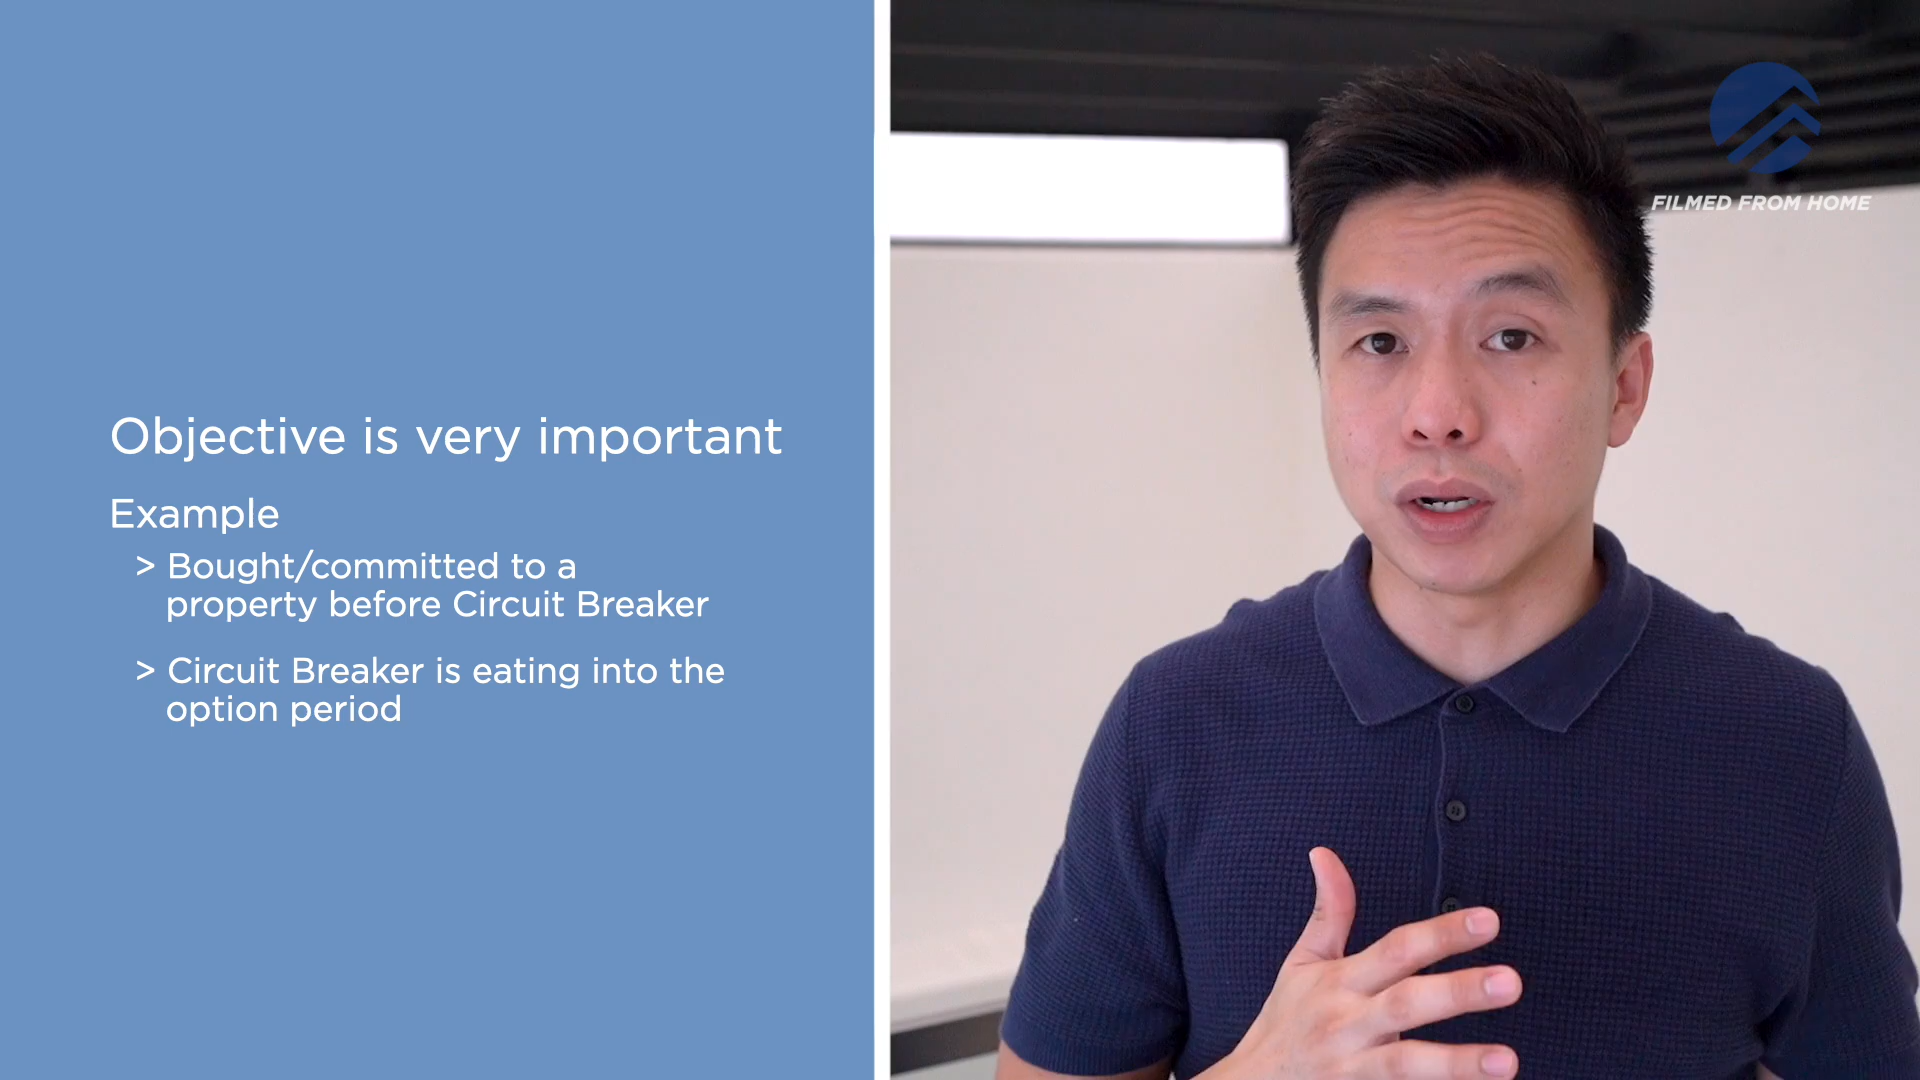 Objective is very important
Example
> Bought/committed to a
property before Circuit Breaker
> Circuit Breaker is eating into the
option period
FILMED FROM HOME